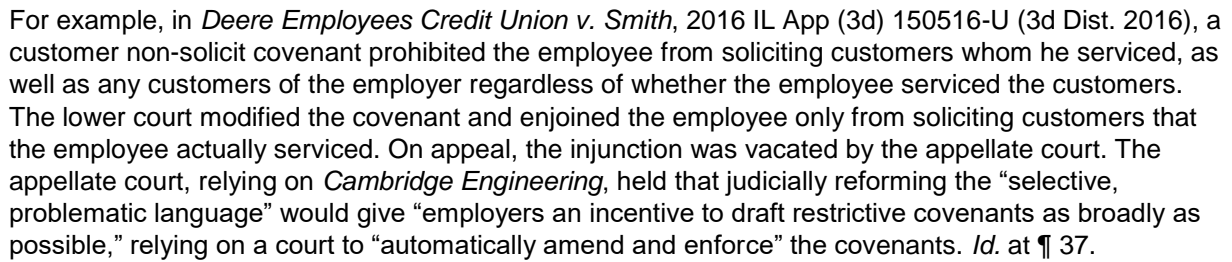 For example, in Deere Employees Credit Union v. Smith, 2016 IL App (3d) 150516-U (3d Dist. 2016), a
customer non-solicit covenant prohibited the employee from soliciting customers whom he serviced, as
well as any customers of the employer regardless of whether the employee serviced the customers.
The lower court modified the covenant and enjoined the employee only from soliciting customers that
the employee actually serviced. On appeal, the injunction was vacated by the appellate court. The
appellate court, relying on Cambridge Engineering, held that judicially reforming the “selective,
problematic language” would give “employers an incentive to draft restrictive covenants as broadly as
possible,” relying on a court to “automatically amend and enforce” the covenants. Id. at ¶ 37.